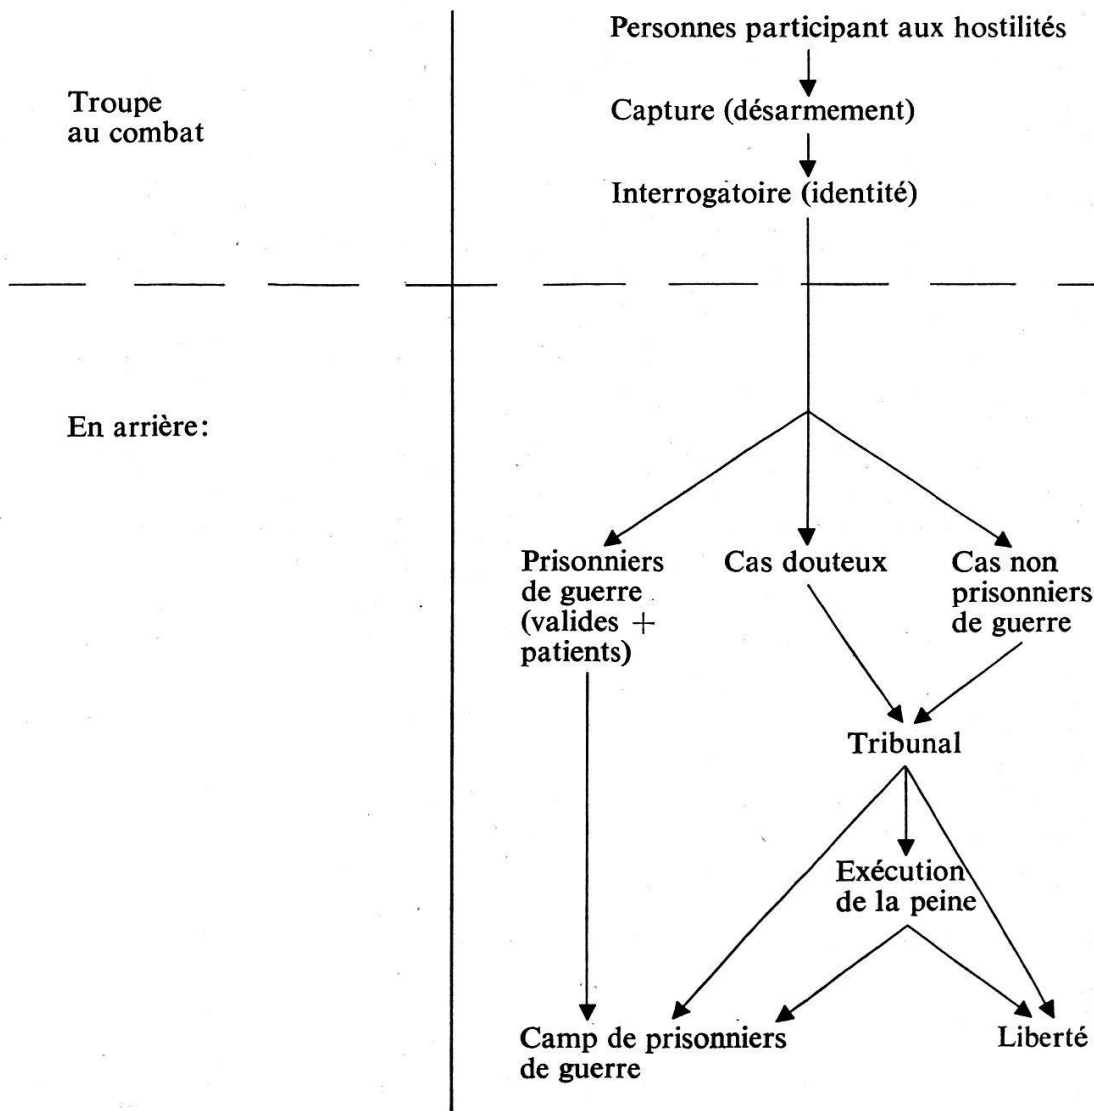 Personnes participant aux hostilités
Troupe
au combat
Capture (désarmement)
Interrogatoire (identité)
En arrière:
Prisonniers
de guerre
(valides +
patients)
Cas douteux
Cas non
prisonniers
de guerre
Tribunal
Exécution
de la peine
Camp de prisonniers
de guerre
Liberté